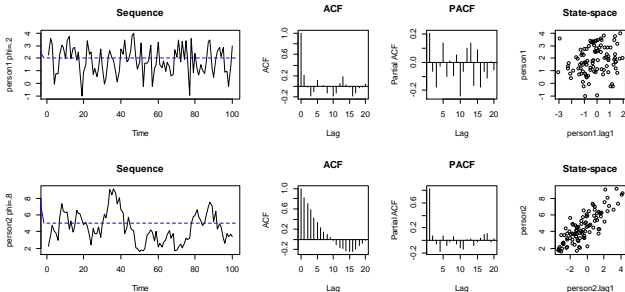 Sequence
person1 phi=.2
-1 0 1 2 3 4
0 20 40 60 80 100
Time
ACF
ACF
-0.2 0.2 0.6 1.0
0 5 10 15 20
Lag
PACF
Partial ACF
-0.2 0.0 0.2
5 10 15 20
Lag
State-space
person1
-1 0 1 2 3 4
-3 -2 -1 0 1 2
person1.lag1
Sequence
person2 phi=.8
2 4 6 8
0 20 40 60 80 100
Time
ACF
ACF
-0.2 0.2 0.6 1.0
0 5 10 15 20
Lag
PACF
Partial ACF
0.0 0.4 0.8
5 10 15 20
Lag
State-space
person2
2 4 6 8
-2 0 2 4
person2.lag1